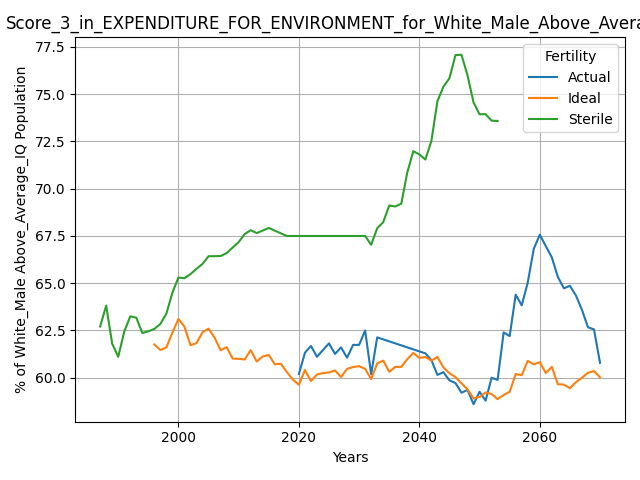 Score_3_in_EXPENDITURE_FOR_ENVIRONMENT_for_White_Male_Above_Avera
% of White_Male Above_Average_IQ Population
77.5
75.0
72.5
70.0
67.5
65.0
62.5
60.0
Fertility
Actual
Ideal
Sterile
2000
2020
2040
2060
Years